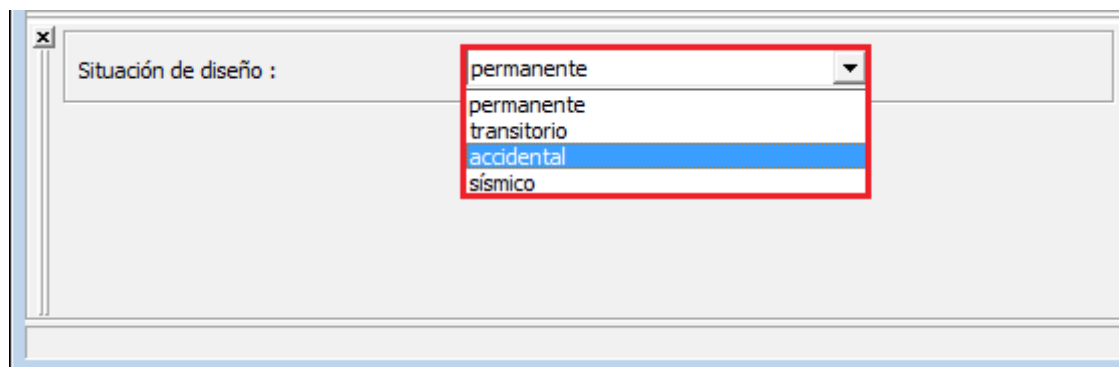 Situación de diseño : permanente
permanente
transitorio
accidental
sísmico